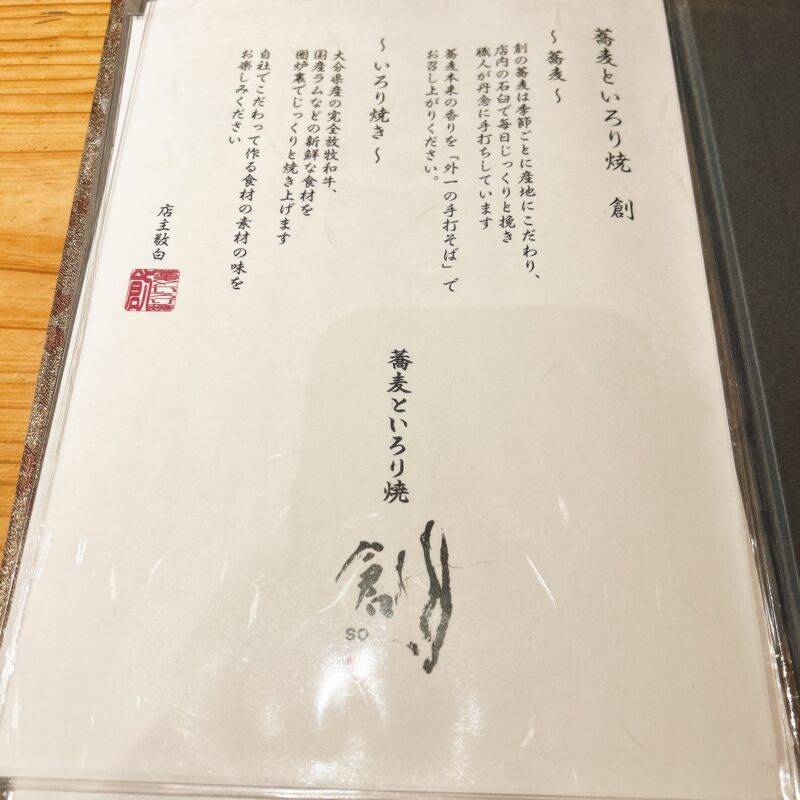 蕎麦といろり焼 創
～蕎麦～
創の蕎麦は季節ごとに産地にこだわり、
店内の石臼で毎日じっくりと挽き
職人が丹念に手打ちしています
蕎麦本来の香りを「外一の手打そば」で
お召し上がりください。
～いろり焼き～
大分県産の完全放牧和牛、
国産ラムなどの新鮮な食材を
囲炉裏でじっくりと焼き上げます
自社でこだわって作る食材の素材の味を
お楽しみください
店主敬白
蕎麦といろり焼
創
SO